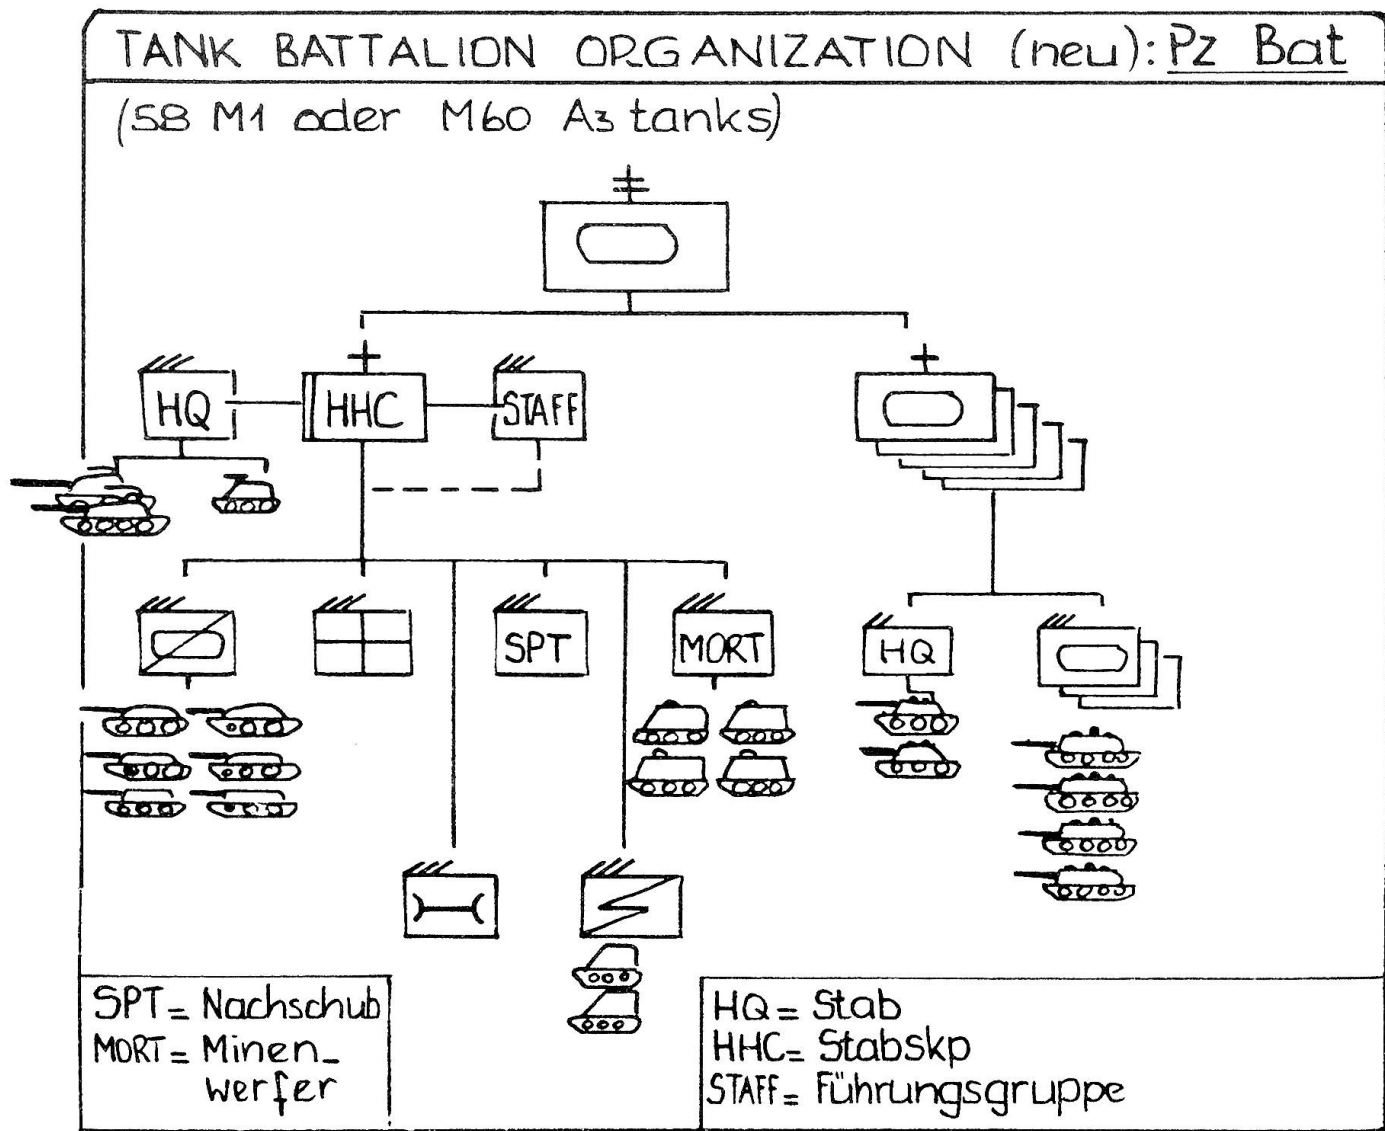 TANK BATTALION ORGANIZATION (neu): Pz Bat
(58 M1 oder M60 A3 tanks)
HQ
HHC
STAFF
SPT
MORT
HQ
SPT = Nachschub
MORT = Minen-
werfer
HQ = Stab
HHC = Stabskp
STAFF = Führungsgruppe